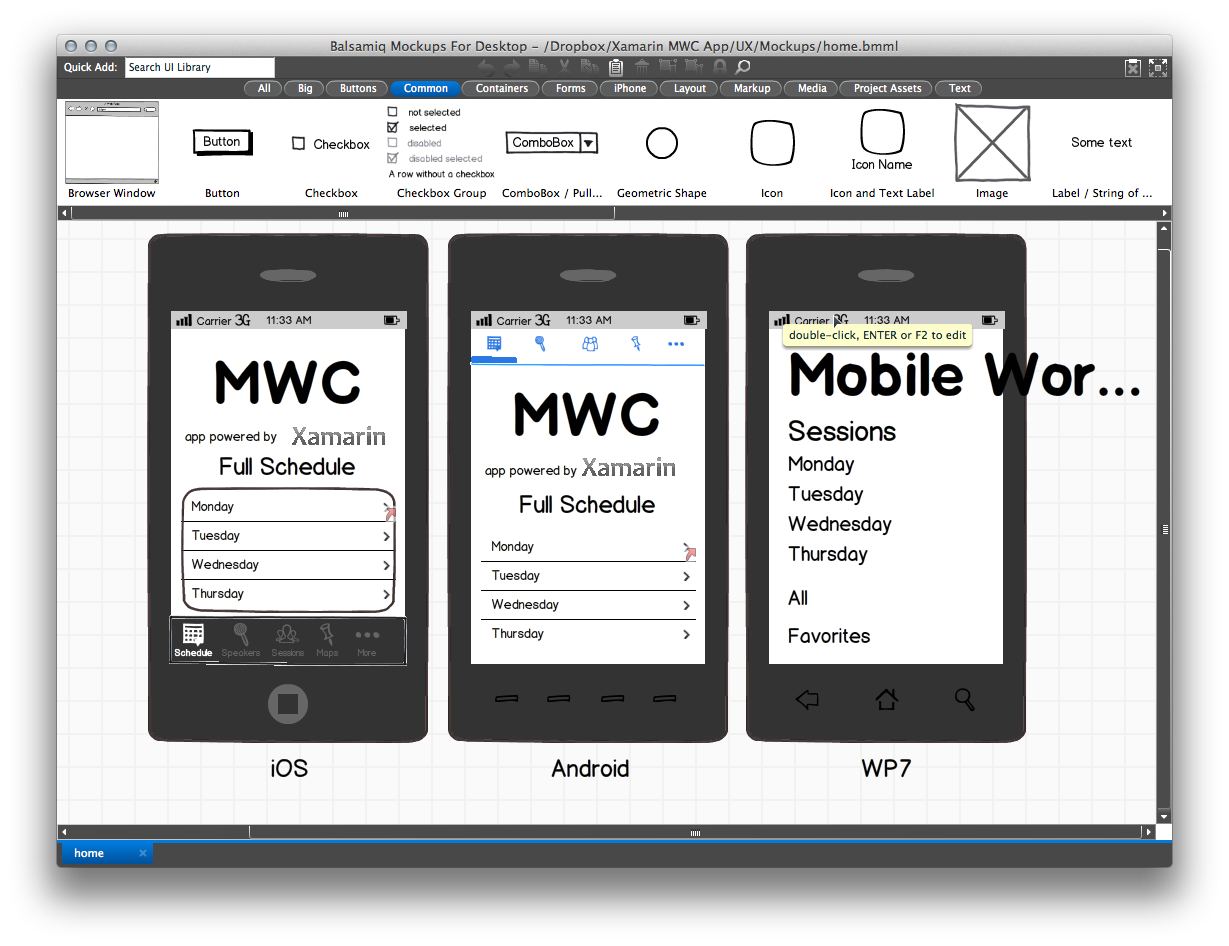 Balsamiq Mockups For Desktop - /Dropbox/Xamarin MWC App/UX/Mockups/home.bmml
Quick Add: Search UI Library
All Big Buttons Common Containers Forms iPhone Layout Markup Media Project Assets Text
not selected
selected
disabled
disabled selected
A row without a checkbox
Button
Checkbox
ComboBox
Icon Name
Some text
Browser Window Button Checkbox Checkbox Group ComboBox / Pull... Geometric Shape Icon Icon and Text Label Image Label / String of ...
Carrier 3G 11:33 AM
MWC
app powered by Xamarin
Full Schedule
Monday
Tuesday
Wednesday
Thursday
Schedule Speakers Sessions Maps More
iOS
Carrier 3G 11:33 AM
MWC
app powered by Xamarin
Full Schedule
Monday
Tuesday
Wednesday
Thursday
Android
Carrier 3G 11:33 AM
double-click, ENTER or F2 to edit
Mobile Wor...
Sessions
Monday
Tuesday
Wednesday
Thursday
All
Favorites
WP7
home